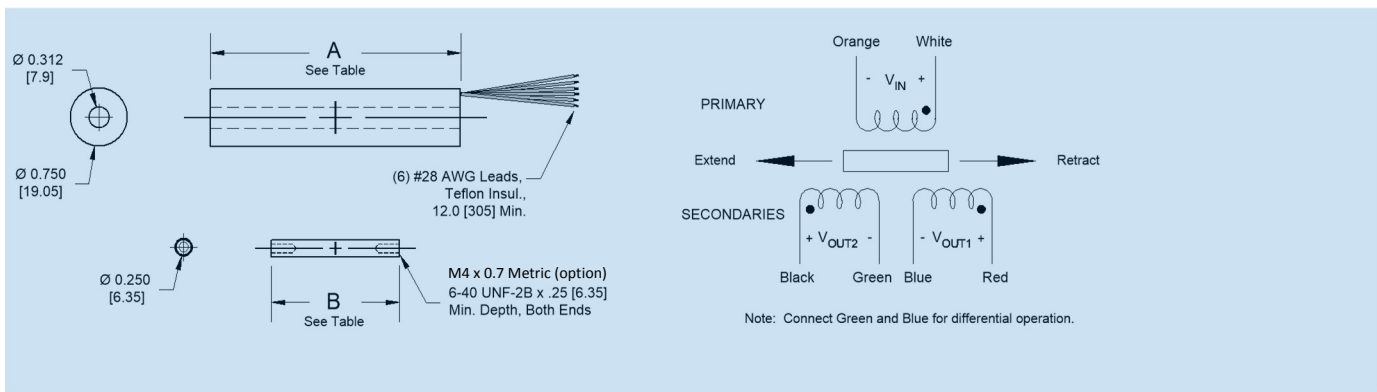 Ø 0.312
[7.9]
A
See Table
Ø 0.750
[19.05]
(6) #28 AWG Leads,
Teflon Insul.,
12.0 [305] Min.
Ø 0.250
[6.35]
B
See Table
M4 x 0.7 Metric (option)
6-40 UNF-2B x .25 [6.35]
Min. Depth, Both Ends
Orange White
- VIN +
PRIMARY
Extend Retract
SECONDARIES
+ VOUT2 - - VOUT1 +
Black Green Blue Red
Note: Connect Green and Blue for differential operation.